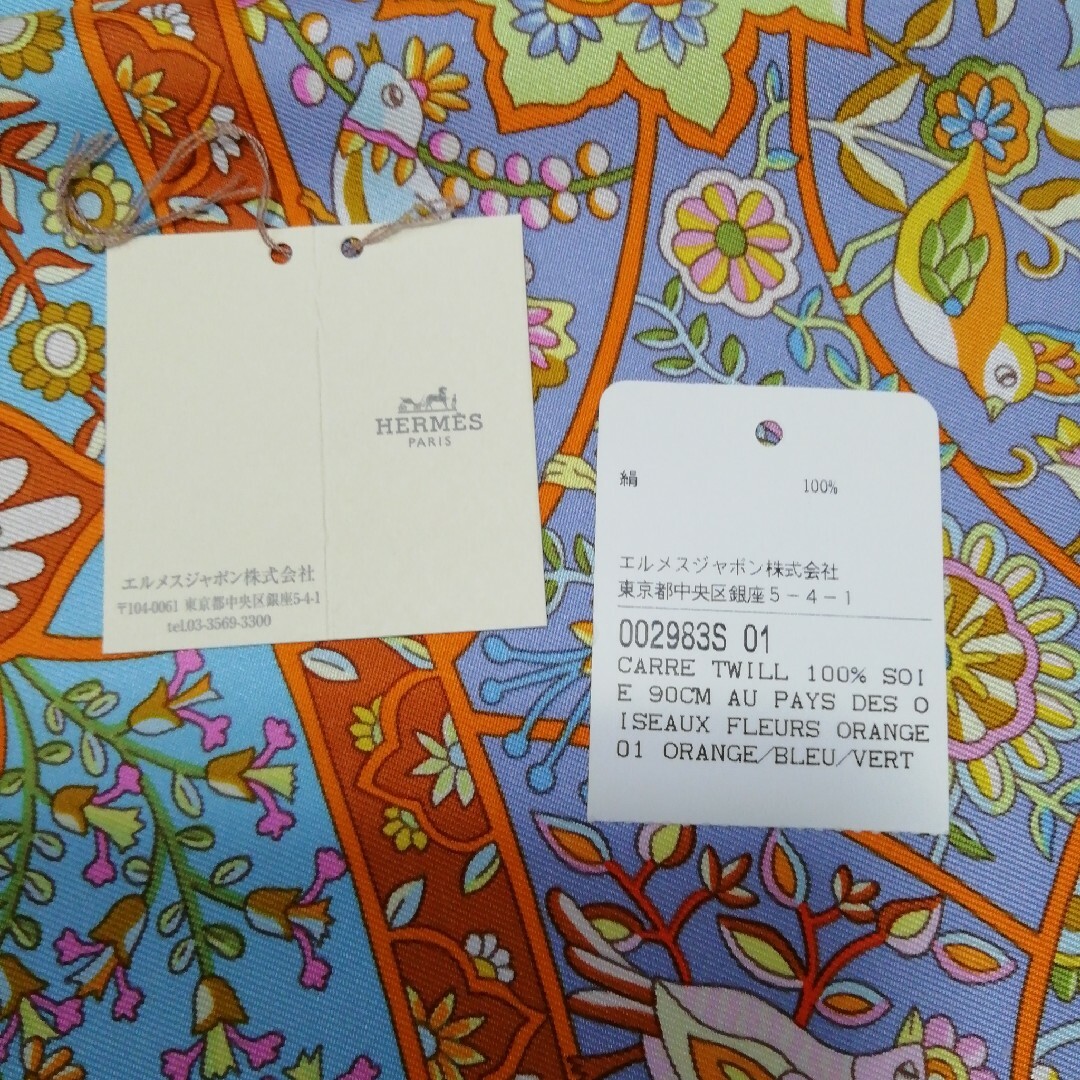 HERMÈS
PARIS
エルメスジャポン株式会社
〒104-0061 東京都中央区銀座5-4-1
tel.03-3569-3300
絹 100%
エルメスジャポン株式会社
東京都中央区銀座5-4-1
002983S 01
CARRE TWILL 100% SOI
E 90CM AU PAYS DES O
ISEAUX FLEURS ORANGE
01 ORANGE/BLEU/VERT